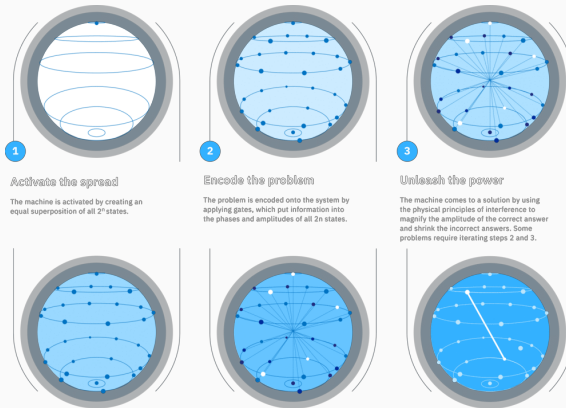 1
2
3
Activate the spread
Encode the problem
Unleash the power
The machine is activated by creating an
equal superposition of all 2ⁿ states.
The problem is encoded onto the system by
applying gates, which put information into
the phases and amplitudes of all 2n states.
The machine comes to a solution by using
the physical principles of interference to
magnify the amplitude of the correct answer
and shrink the incorrect answers. Some
problems require iterating steps 2 and 3.